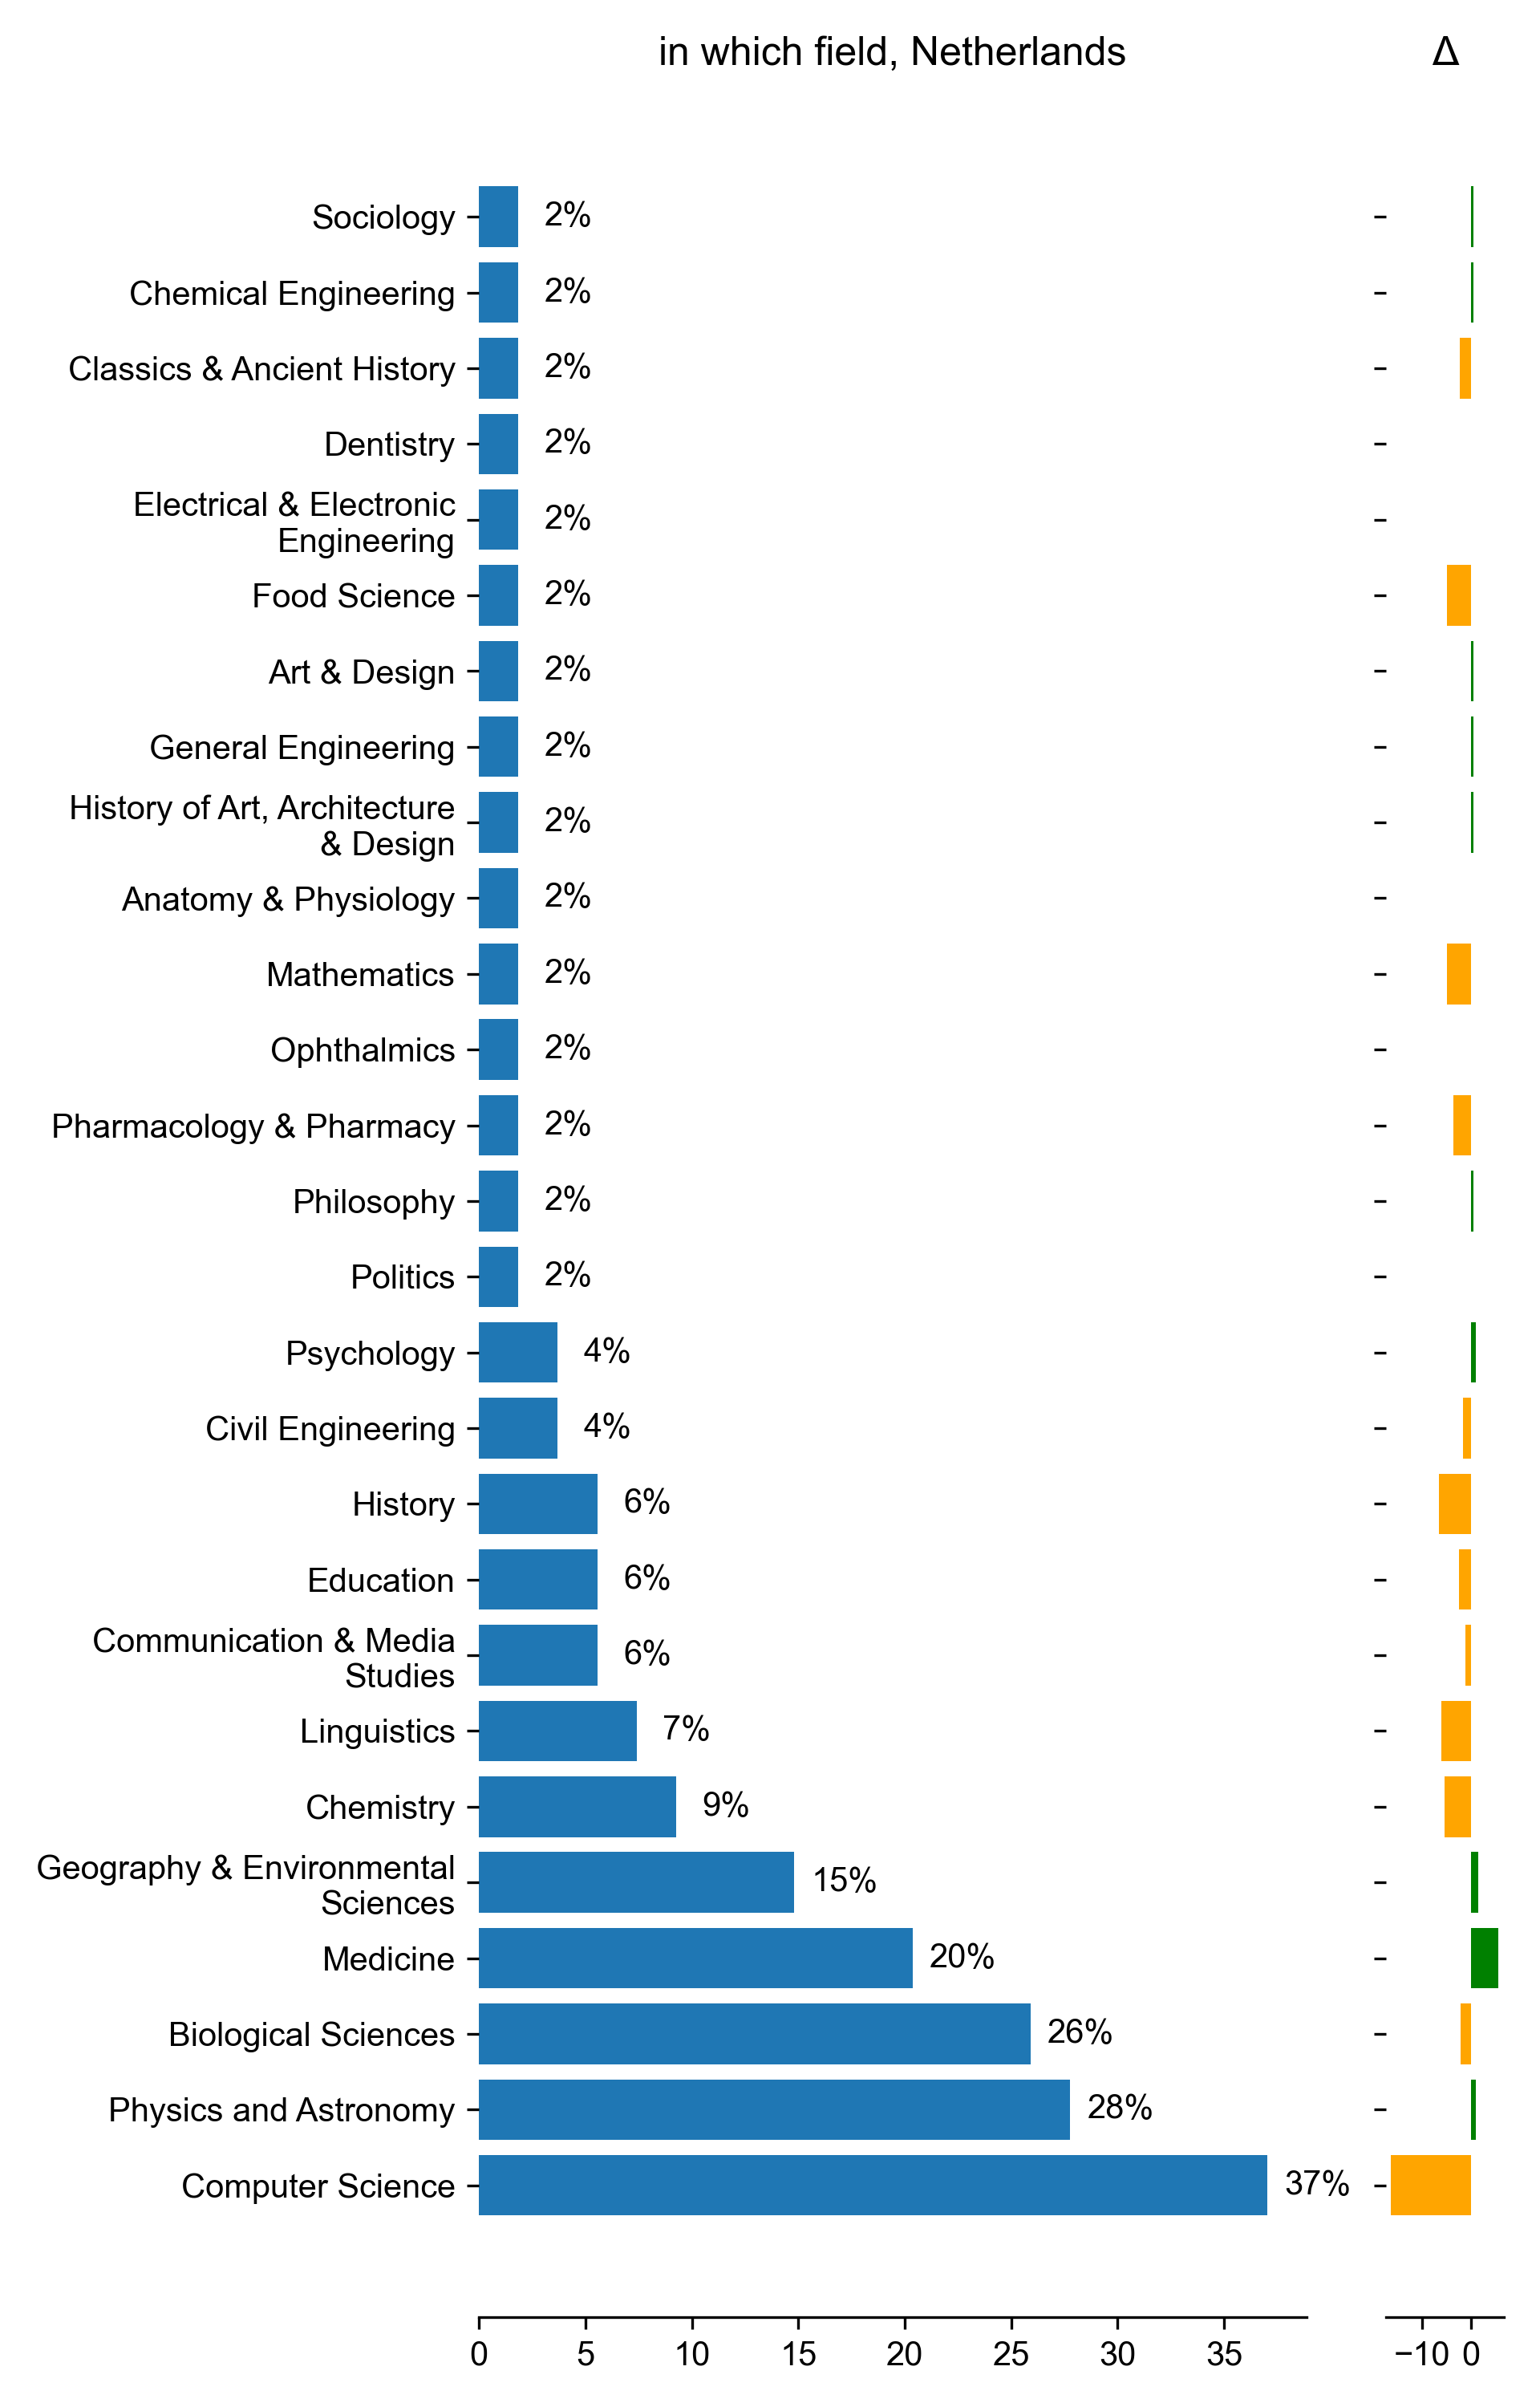 in which field, Netherlands Δ
Sociology 2%
Chemical Engineering 2%
Classics & Ancient History 2%
Dentistry 2%
Electrical & Electronic
Engineering 2%
Food Science 2%
Art & Design 2%
General Engineering 2%
History of Art, Architecture
& Design 2%
Anatomy & Physiology 2%
Mathematics 2%
Ophthalmics 2%
Pharmacology & Pharmacy 2%
Philosophy 2%
Politics 2%
Psychology 4%
Civil Engineering 4%
History 6%
Education 6%
Communication & Media
Studies 6%
Linguistics 7%
Chemistry 9%
Geography & Environmental
Sciences 15%
Medicine 20%
Biological Sciences 26%
Physics and Astronomy 28%
Computer Science 37%
0 5 10 15 20 25 30 35 −10 0